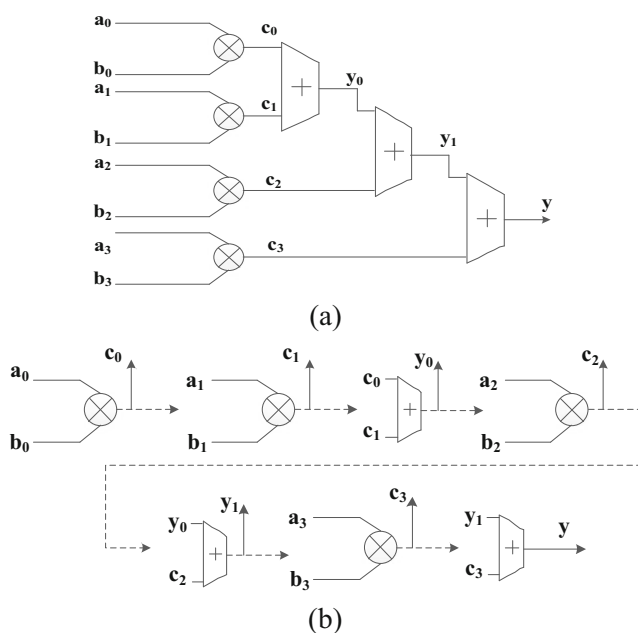 a₀
c₀
b₀
a₁
c₁
y₀
b₁
y₁
a₂
c₂
b₂
y
a₃
c₃
b₃
(a)
c₀ c₁ y₀ c₂
a₀ a₁ c₀ a₂
b₀ b₁ c₁ b₂
y₁ c₃
y₀ a₃ y₁ y
c₂ b₃ c₃
(b)